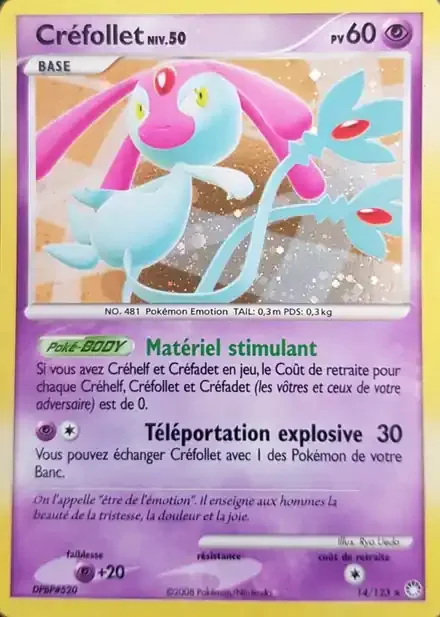 Créfollet NIV.50 PV 60
BASE
NO. 481 Pokémon Emotion TAIL: 0,3 m PDS: 0,3 kg
Poké-BODY Matériel stimulant
Si vous avez Créhelf et Créfadet en jeu, le Coût de retraite pour
chaque Créhelf, Créfollet et Créfadet (les vôtres et ceux de votre
adversaire) est de 0.
Téléportation explosive 30
Vous pouvez échanger Créfollet avec 1 des Pokémon de votre
Banc.
On l'appelle "être de l'émotion". Il enseigne aux hommes la
beauté de la tristesse, la douleur et la joie.
Illus. Ryo Ueda
faiblesse résistance coût de retraite
+20
DPBP#520 ©2008 Pokémon/Nintendo 14/123